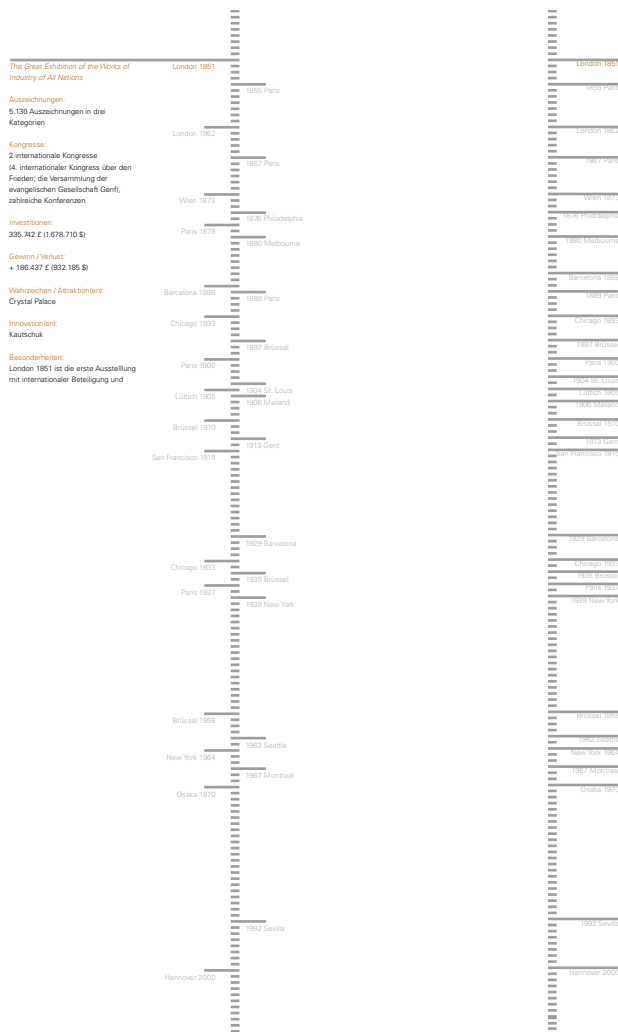 The Great Exhibition of the Works of
Industry of All Nations
Auszeichnungen:
5.130 Auszeichnungen in drei
Kategorien
Kongresse:
2 internationale Kongresse
(4. internationaler Kongress über den
Frieden; die Versammlung der
evangelischen Gesellschaft Genf),
zahlreiche Konferenzen
Investitionen:
335.742 £ (1.678.710 $)
Gewinn / Verlust:
+ 186.437 £ (932.185 $)
Wahrzeichen / Attraktion(en):
Crystal Palace
Innovation(en):
Kautschuk
Besonderheiten:
London 1851 ist die erste Ausstelllung
mit internationaler Beteiligung und
London 1851
1855 Paris
London 1862
1867 Paris
Wien 1873
1876 Philadelphia
Paris 1878
1880 Melbourne
Barcelona 1888
1889 Paris
Chicago 1893
1897 Brüssel
Paris 1900
1904 St. Louis
Lüttich 1905
1906 Mailand
Brüssel 1910
1913 Gent
San Francisco 1915
1929 Barcelona
Chicago 1933
1935 Brüssel
Paris 1937
1939 New York
Brüssel 1958
1962 Seattle
New York 1964
1967 Montreal
Osaka 1970
1992 Sevilla
Hannover 2000
London 1851
1855 Paris
London 1862
1867 Paris
Wien 1873
1876 Philadelphia
1880 Melbourne
Barcelona 1888
1889 Paris
Chicago 1893
1897 Brüssel
Paris 1900
1904 St. Louis
Lüttich 1905
1906 Mailand
Brüssel 1910
1913 Gent
San Francisco 1915
1929 Barcelona
Chicago 1933
1935 Brüssel
Paris 1937
1939 New York
Brüssel 1958
1962 Seattle
New York 1964
1967 Montreal
Osaka 1970
1992 Sevilla
Hannover 2000